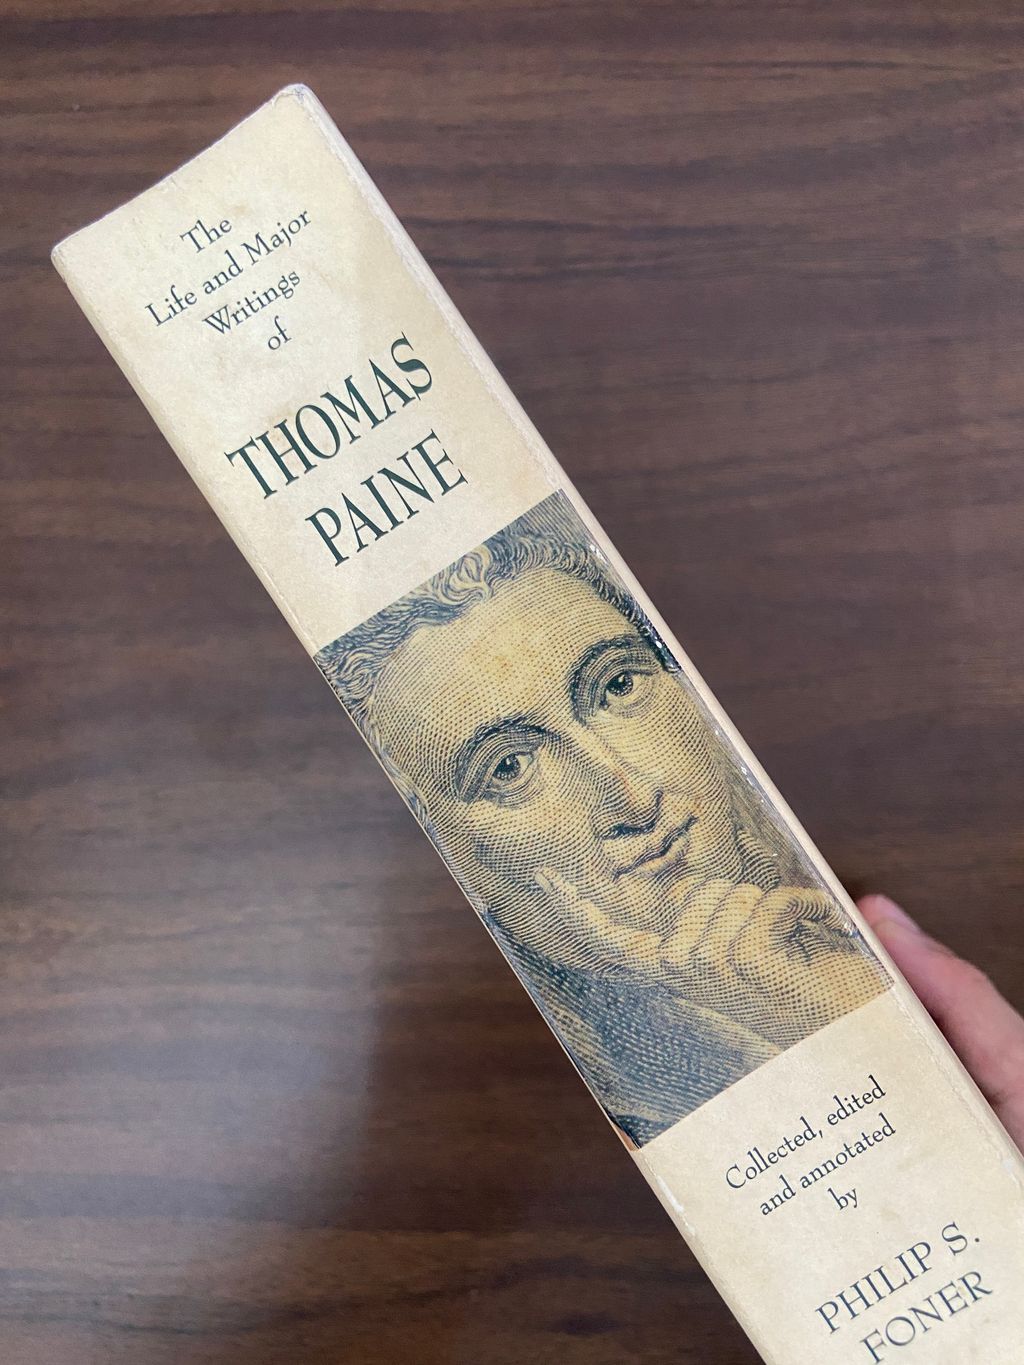 The
Life and Major
Writings
of
THOMAS
PAINE
Collected, edited
and annotated
by
PHILIP S.
FONER